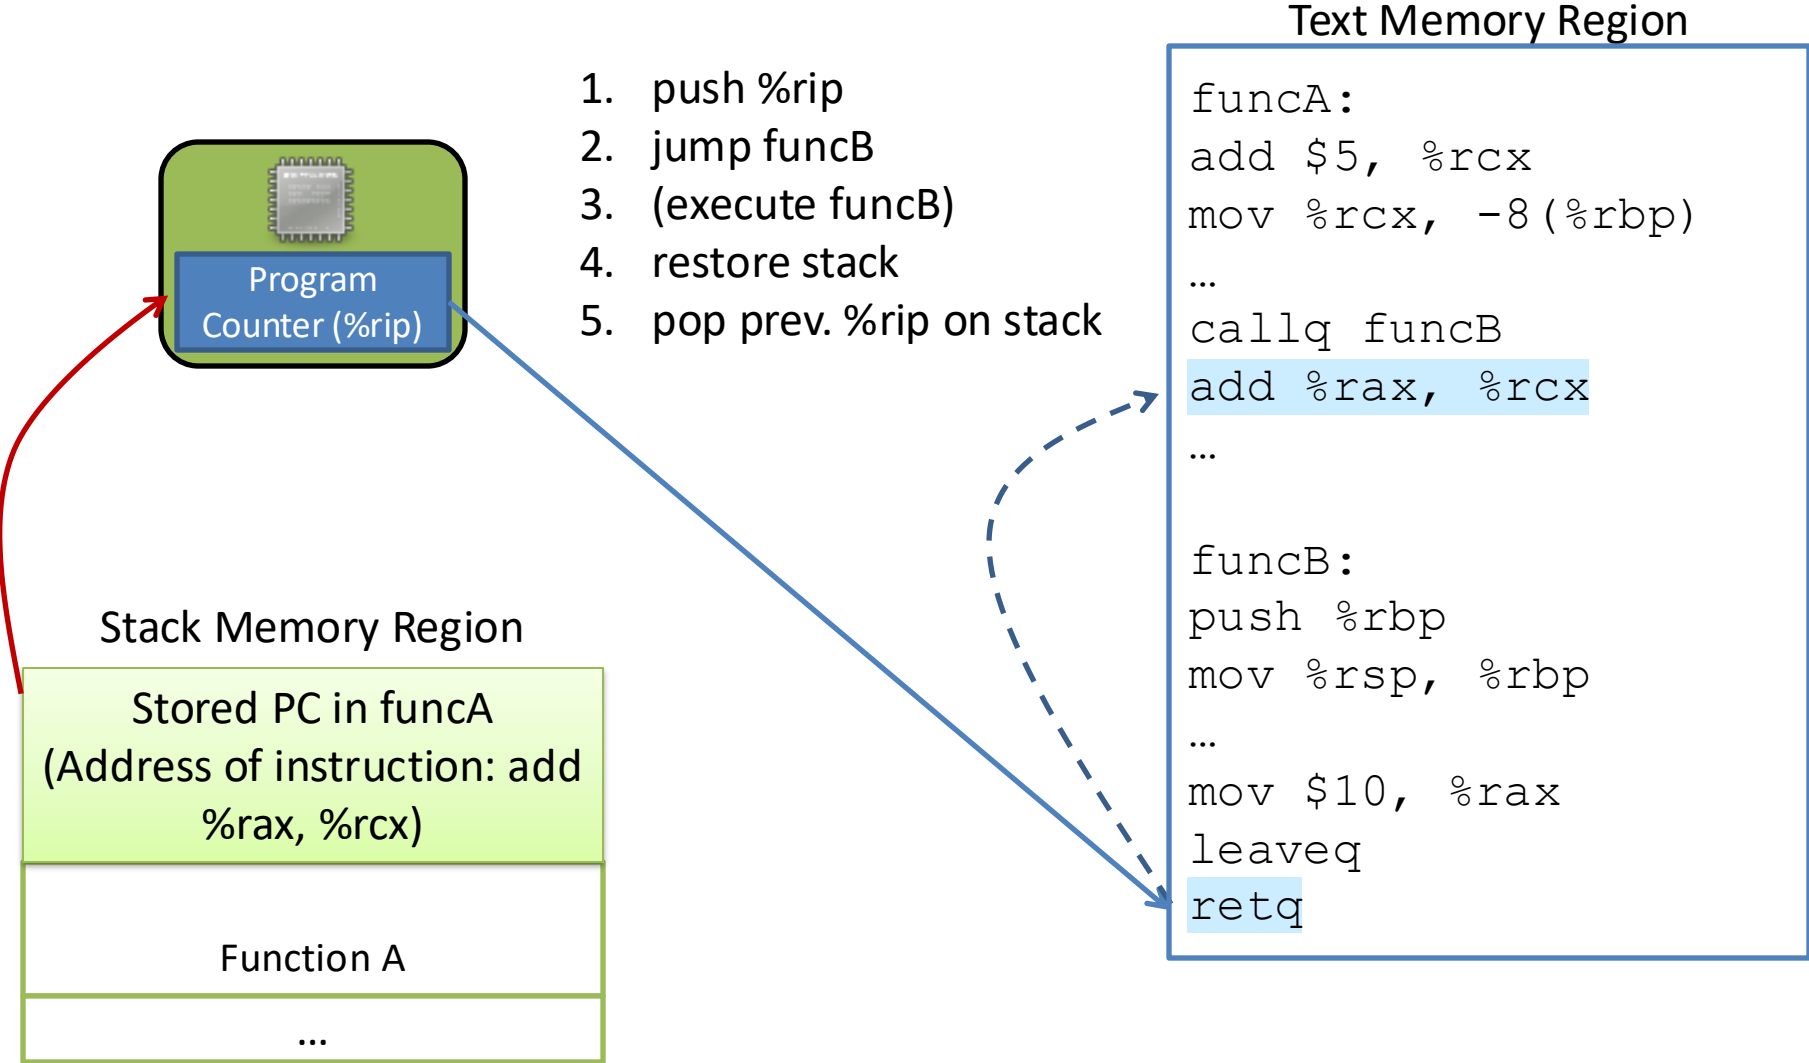 Text Memory Region
1. push %rip
2. jump funcB
3. (execute funcB)
4. restore stack
5. pop prev. %rip on stack
Program
Counter (%rip)
funcA:
add $5, %rcx
mov %rcx, -8(%rbp)
…
callq funcB
add %rax, %rcx
…
funcB:
push %rbp
mov %rsp, %rbp
…
mov $10, %rax
leaveq
retq
Stack Memory Region
Stored PC in funcA
(Address of instruction: add
%rax, %rcx)
Function A
…